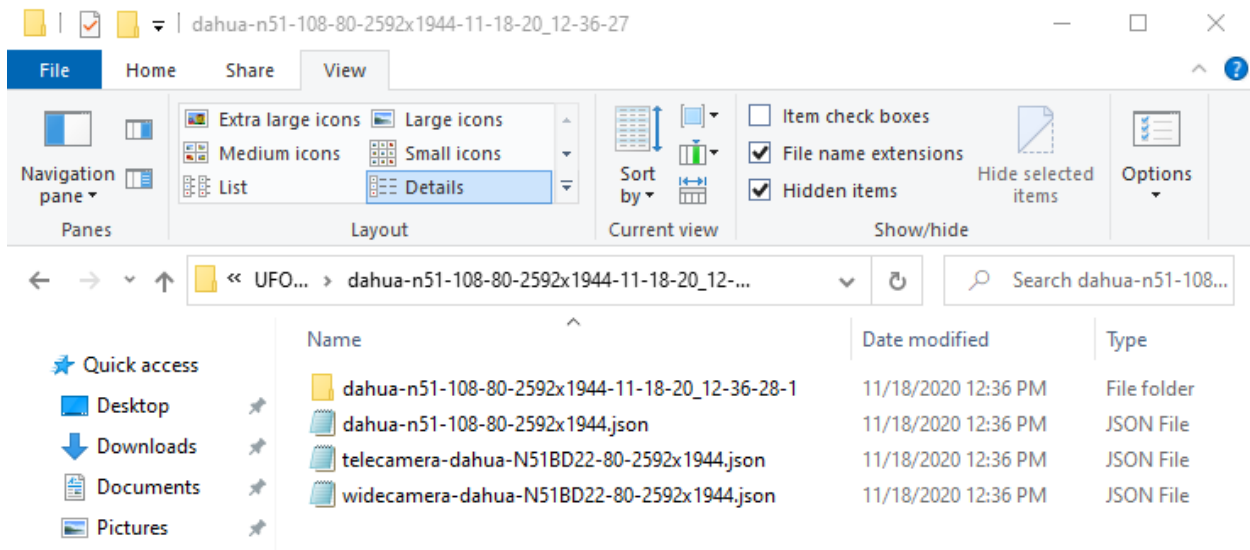 dahua-n51-108-80-2592x1944-11-18-20_12-36-27
File Home Share View
Navigation pane
Extra large icons Large icons
Medium icons Small icons
List Details
Sort by
Item check boxes
File name extensions
Hidden items
Hide selected items
Options
Panes Layout Current view Show/hide
« UFO... › dahua-n51-108-80-2592x1944-11-18-20_12-...
Search dahua-n51-108...
Name Date modified Type
Quick access
Desktop
Downloads
Documents
Pictures
dahua-n51-108-80-2592x1944-11-18-20_12-36-28-1 11/18/2020 12:36 PM File folder
dahua-n51-108-80-2592x1944.json 11/18/2020 12:36 PM JSON File
telecamera-dahua-N51BD22-80-2592x1944.json 11/18/2020 12:36 PM JSON File
widecamera-dahua-N51BD22-80-2592x1944.json 11/18/2020 12:36 PM JSON File